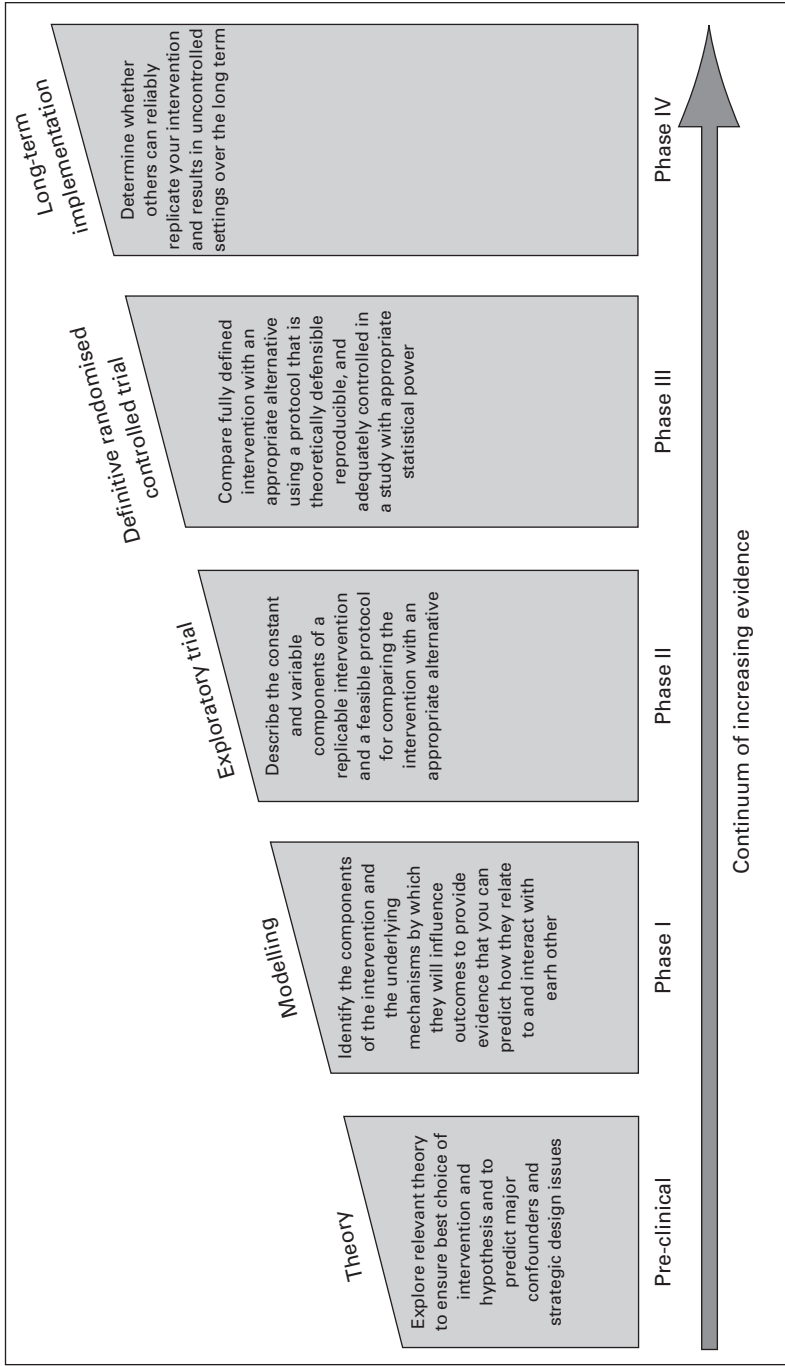 Theory
Explore relevant theory
to ensure best choice of
intervention and
hypothesis and to
predict major
confounders and
strategic design issues
Pre-clinical
Modelling
Identify the components
of the intervention and
the underlying
mechanisms by which
they will influence
outcomes to provide
evidence that you can
predict how they relate
to and interact with
earh other
Phase I
Exploratory trial
Describe the constant
and variable
components of a
replicable intervention
and a feasible protocol
for comparing the
intervention with an
appropriate alternative
Phase II
Definitive randomised
controlled trial
Compare fully defined
intervention with an
appropriate alternative
using a protocol that is
theoretically defensible
reproducible, and
adequately controlled in
a study with appropriate
statistical power
Phase III
Long-term
implementation
Determine whether
others can reliably
replicate your intervention
and results in uncontrolled
settings over the long term
Phase IV
Continuum of increasing evidence